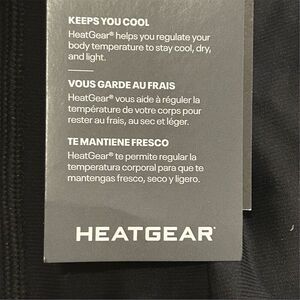 KEEPS YOU COOL
HeatGear® helps you regulate your
body temperature to stay cool, dry,
and light.
VOUS GARDE AU FRAIS
HeatGear® vous aide à réguler la
température de votre corps pour
rester au frais, au sec et léger.
TE MANTIENE FRESCO
HeatGear® te permite regular la
temperatura corporal para que te
mantengas fresco, seco y ligero.
HEATGEAR